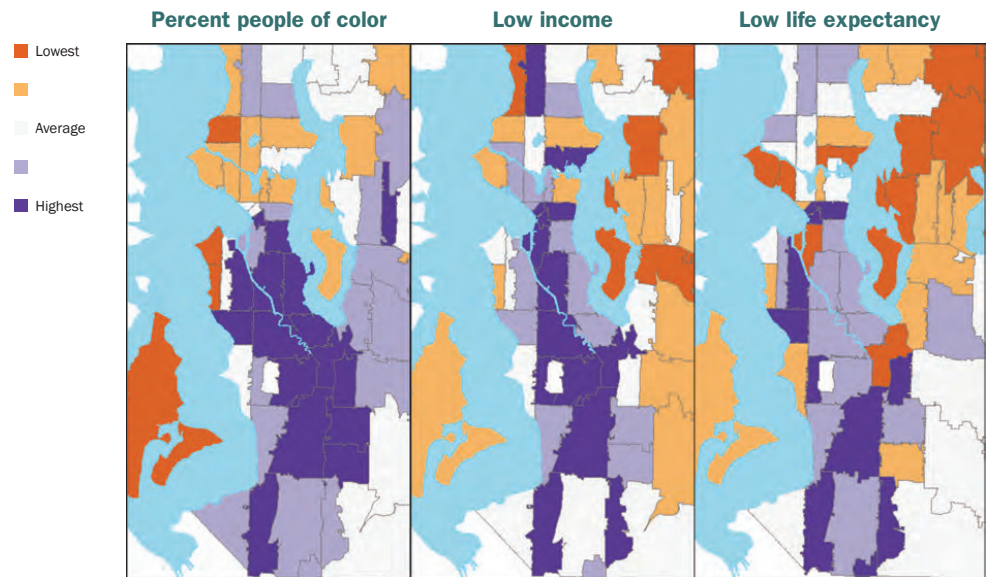 Percent people of color
Low income
Low life expectancy
Lowest
Average
Highest